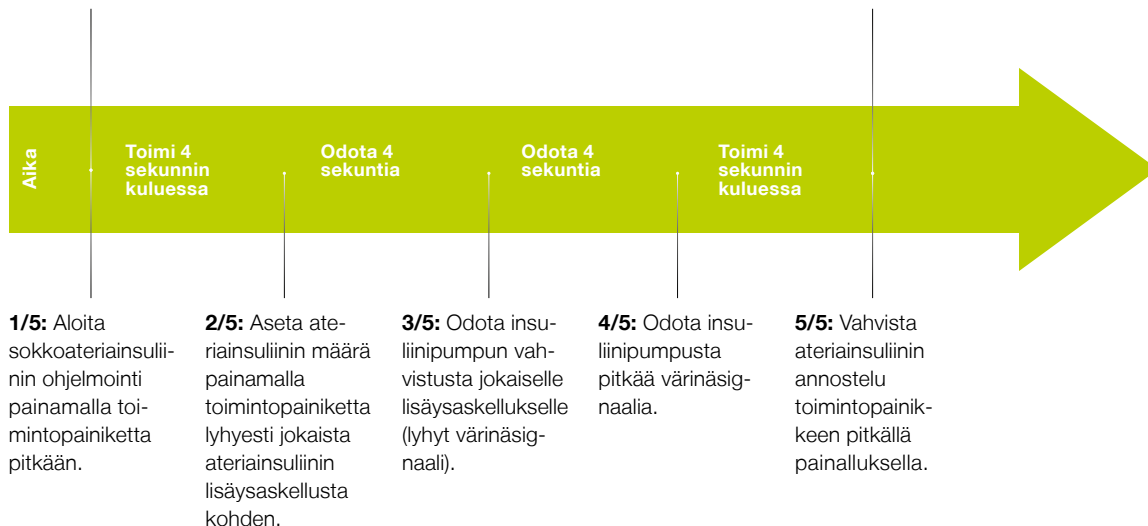 Aika
Toimi 4
sekunnin
kuluessa
Odota 4
sekuntia
Odota 4
sekuntia
Toimi 4
sekunnin
kuluessa
1/5: Aloita
sokkoateriainsulii-
nin ohjelmointi
painamalla toi-
mintopainiketta
pitkään.
2/5: Aseta ate-
riainsuliinin määrä
painamalla
toimintopainiketta
lyhyesti jokaista
ateriainsuliinin
lisäysaskellusta
kohden.
3/5: Odota insu-
liinipumpun vah-
vistusta jokaiselle
lisäysaskellukselle
(lyhyt värinäsig-
naali).
4/5: Odota insu-
liinipumpusta
pitkää värinäsig-
naalia.
5/5: Vahvista
ateriainsuliinin
annostelu
toimintopainik-
keen pitkällä
painalluksella.